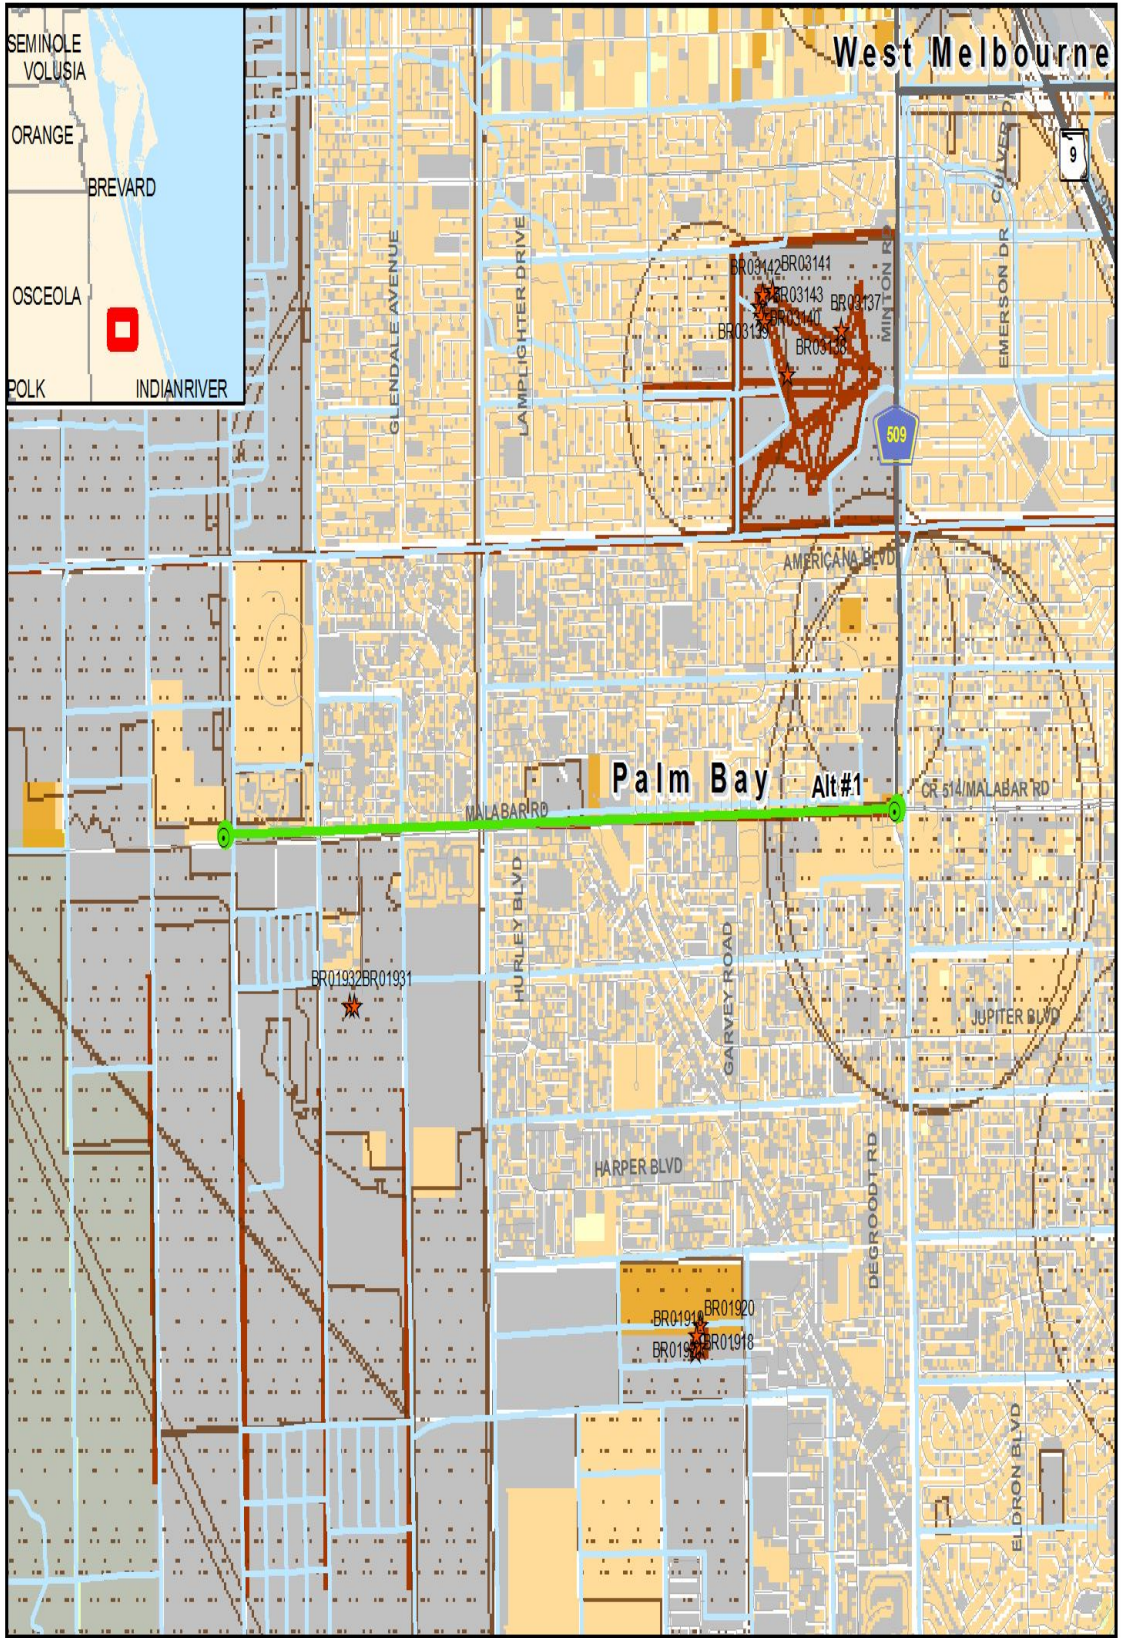 SEMINOLE
VOLUSIA
ORANGE
BREVARD
OSCEOLA
POLK
INDIANRIVER
West Melbourne
9
CULVER DR
EMERSON DR
MINTON RD
GLENDALE AVENUE
LAMPLIGHTER DRIVE
BR03142
BR03141
BR03143
BR03137
BR03139
BR03140
BR03138
509
AMERICANA BLVD
Palm Bay
Alt #1
CR 514/MALABAR RD
MALABAR RD
HURLEY BLVD
GARVEY ROAD
BR01932
BR01931
JUPITER BLVD
HARPER BLVD
DEGROODT RD
BR01920
BR01918
ELDRON BLVD